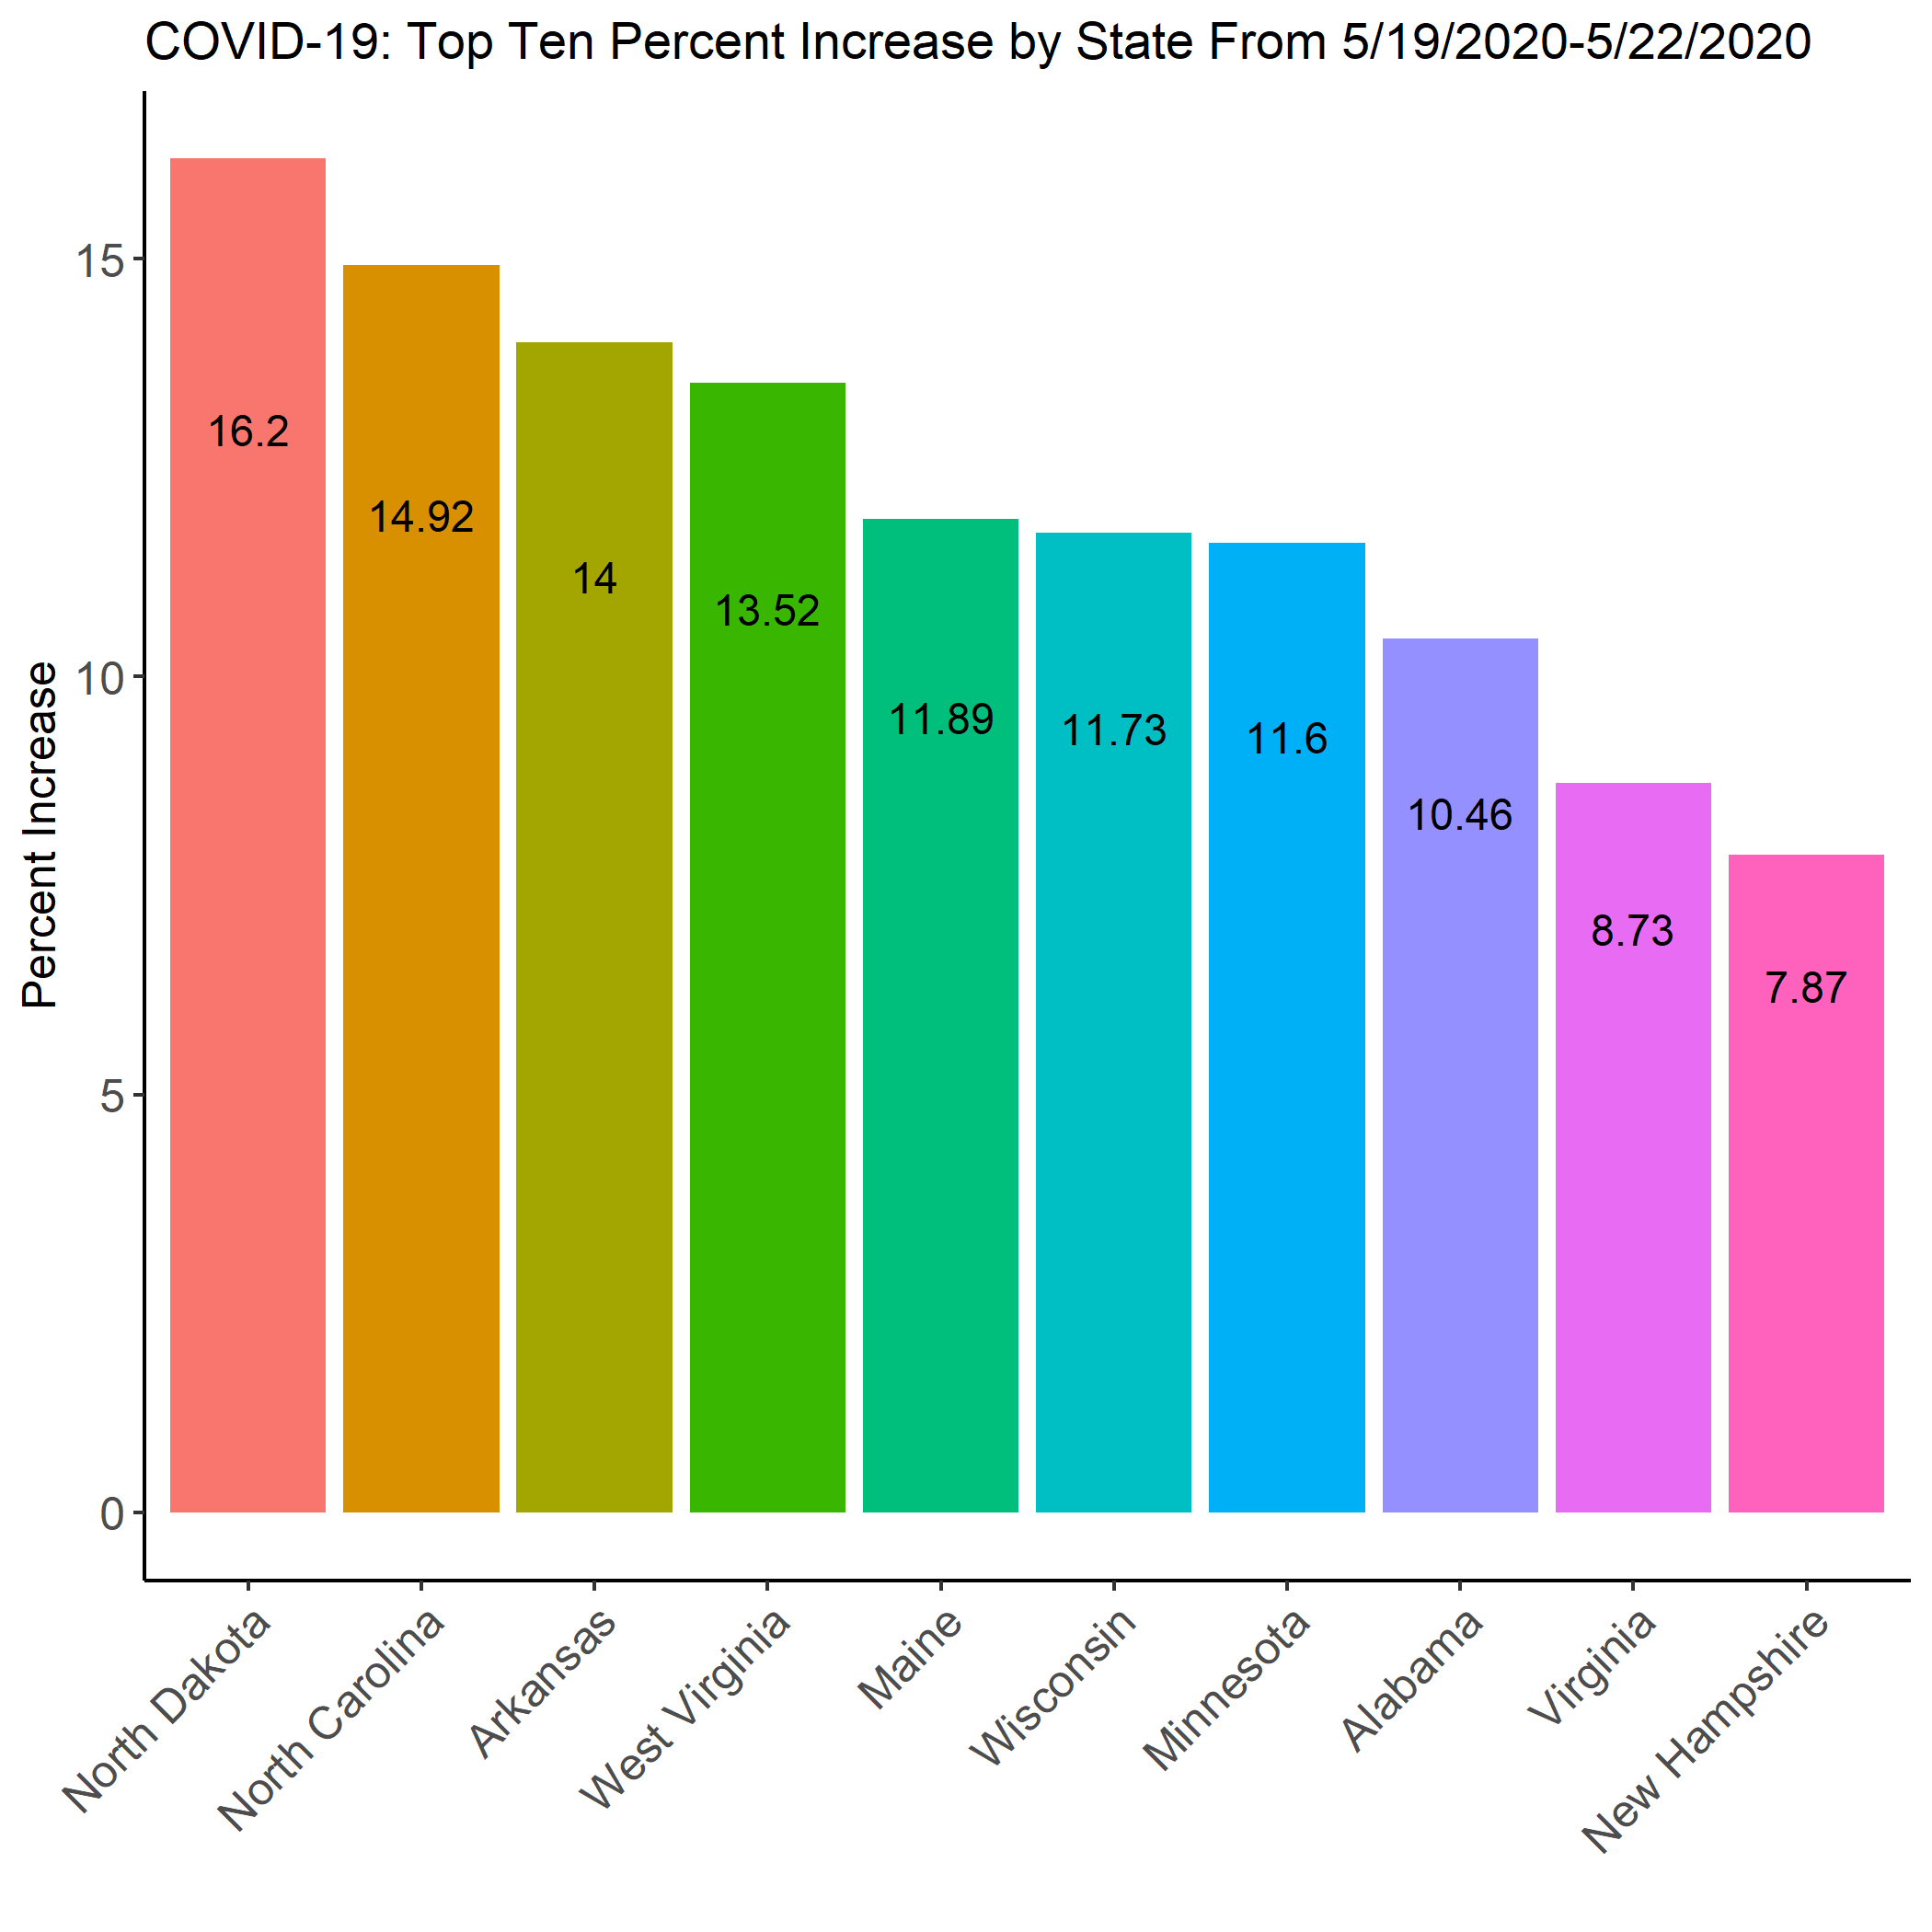 COVID-19: Top Ten Percent Increase by State From 5/19/2020-5/22/2020
Percent Increase
15
10
5
0
16.2
14.92
14
13.52
11.89
11.73
11.6
10.46
8.73
7.87
North Dakota
North Carolina
Arkansas
West Virginia
Maine
Wisconsin
Minnesota
Alabama
Virginia
New Hampshire